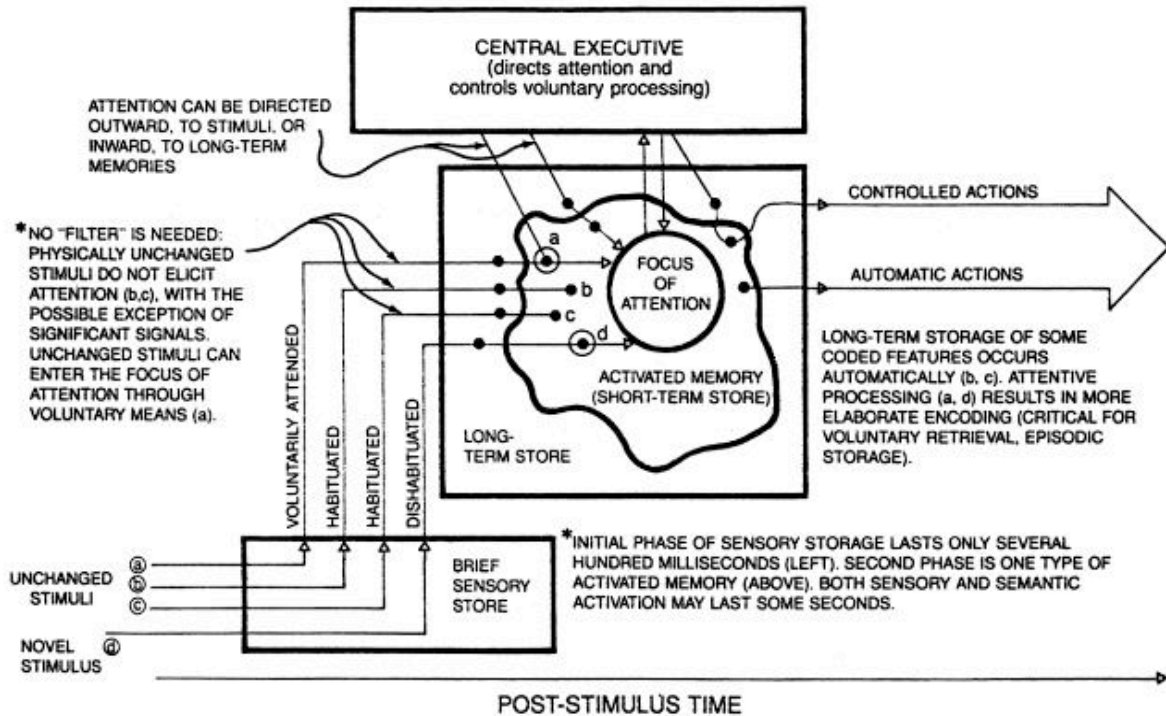 CENTRAL EXECUTIVE
(directs attention and
controls voluntary processing)
ATTENTION CAN BE DIRECTED
OUTWARD, TO STIMULI, OR
INWARD, TO LONG-TERM
MEMORIES
*NO "FILTER" IS NEEDED:
PHYSICALLY UNCHANGED
STIMULI DO NOT ELICIT
ATTENTION (b,c), WITH THE
POSSIBLE EXCEPTION OF
SIGNIFICANT SIGNALS.
UNCHANGED STIMULI CAN
ENTER THE FOCUS OF
ATTENTION THROUGH
VOLUNTARY MEANS (a).
a
b
c
d
FOCUS
OF
ATTENTION
ACTIVATED MEMORY
(SHORT-TERM STORE)
LONG-
TERM STORE
CONTROLLED ACTIONS
AUTOMATIC ACTIONS
LONG-TERM STORAGE OF SOME
CODED FEATURES OCCURS
AUTOMATICALLY (b, c). ATTENTIVE
PROCESSING (a, d) RESULTS IN MORE
ELABORATE ENCODING (CRITICAL FOR
VOLUNTARY RETRIEVAL, EPISODIC
STORAGE).
VOLUNTARILY ATTENDED
HABITUATED
HABITUATED
DISHABITUATED
UNCHANGED
STIMULI
a
b
c
NOVEL d
STIMULUS
BRIEF
SENSORY
STORE
*INITIAL PHASE OF SENSORY STORAGE LASTS ONLY SEVERAL
HUNDRED MILLISECONDS (LEFT). SECOND PHASE IS ONE TYPE OF
ACTIVATED MEMORY (ABOVE). BOTH SENSORY AND SEMANTIC
ACTIVATION MAY LAST SOME SECONDS.
POST-STIMULUS TIME